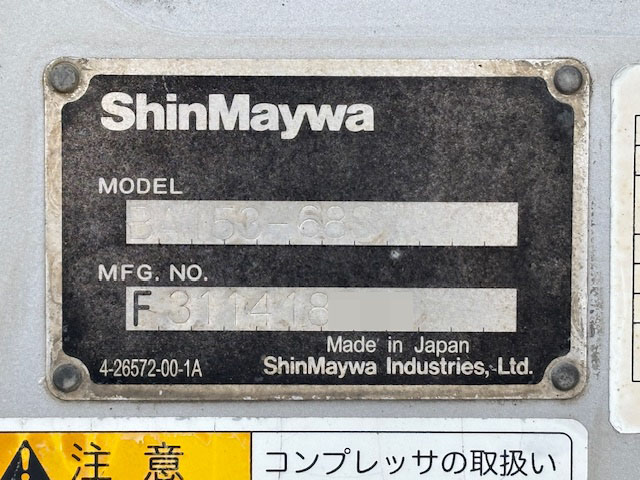 ShinMaywa
MODEL
MFG. NO.
F 311418
Made in Japan
4-26572-00-1A ShinMaywa Industries, Ltd.
注 意
コンプレッサの取扱い